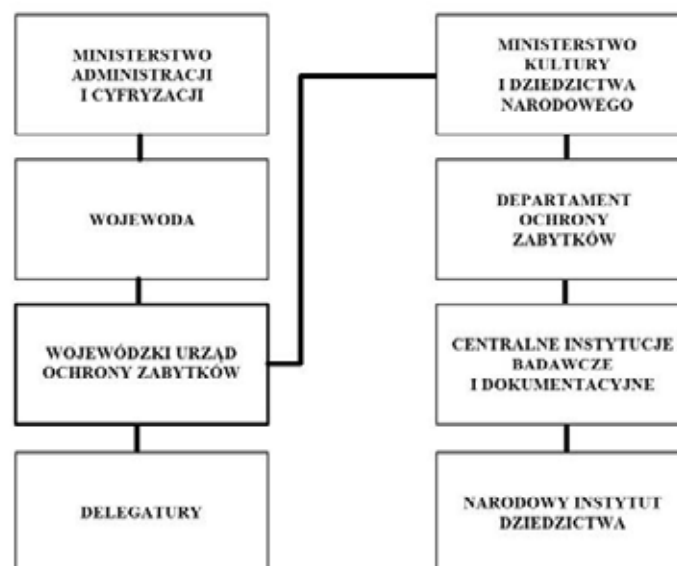 MINISTERSTWO
ADMINISTRACJI
I CYFRYZACJI
WOJEWODA
WOJEWÓDZKI URZĄD
OCHRONY ZABYTKÓW
DELEGATURY
MINISTERSTWO
KULTURY
I DZIEDZICTWA
NARODOWEGO
DEPARTAMENT
OCHRONY
ZABYTKÓW
CENTRALNE INSTYTUCJE
BADAWCZE
I DOKUMENTACYJNE
NARODOWY INSTYTUT
DZIEDZICTWA